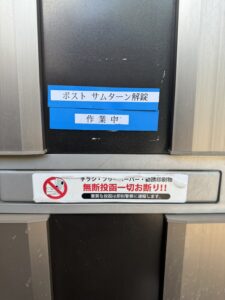 ポスト サムターン解錠
作業中
チラシ・フリーペーパー・勧誘印刷物
無断投函一切お断り!!